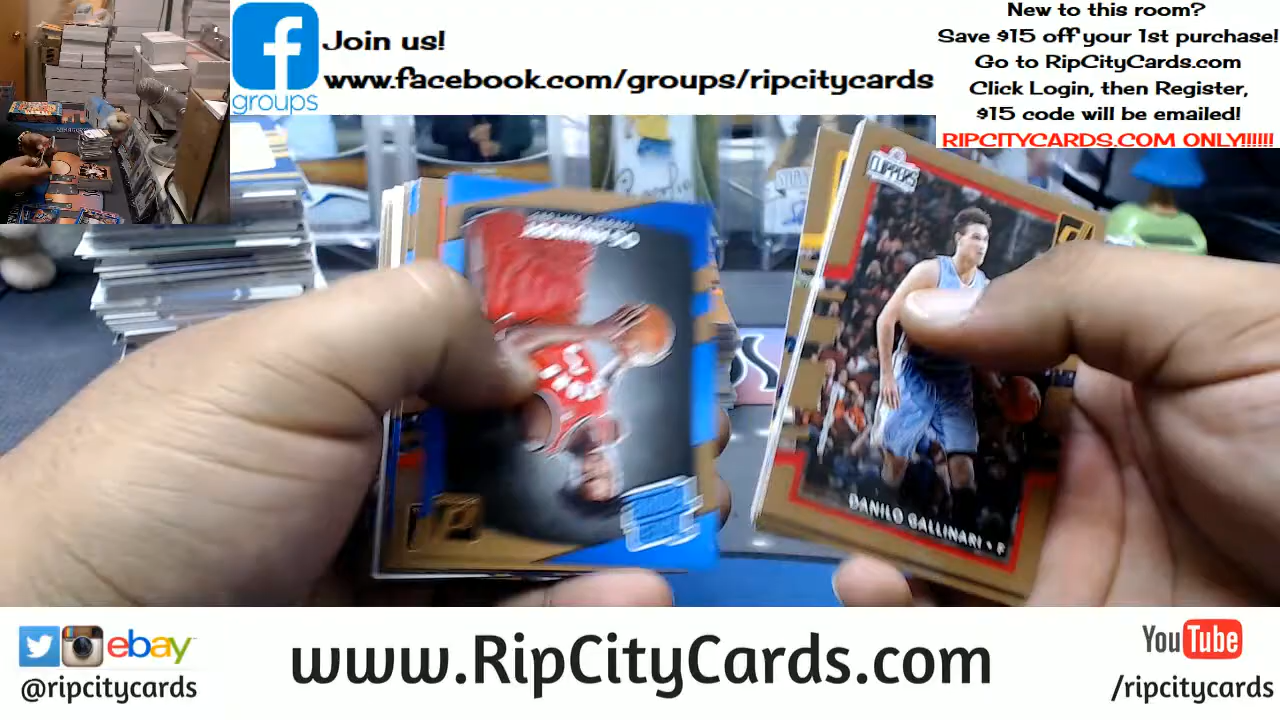 groups
Join us!
www.facebook.com/groups/ripcitycards
New to this room?
Save $15 off your 1st purchase!
Go to RipCityCards.com
Click Login, then Register,
$15 code will be emailed!
RIPCITYCARDS.COM ONLY!!!!!!
CLIPPERS
OG ANUNOBY
DANILO GALLINARI • F
ebay
@ripcitycards
www.RipCityCards.com
YouTube
/ripcitycards